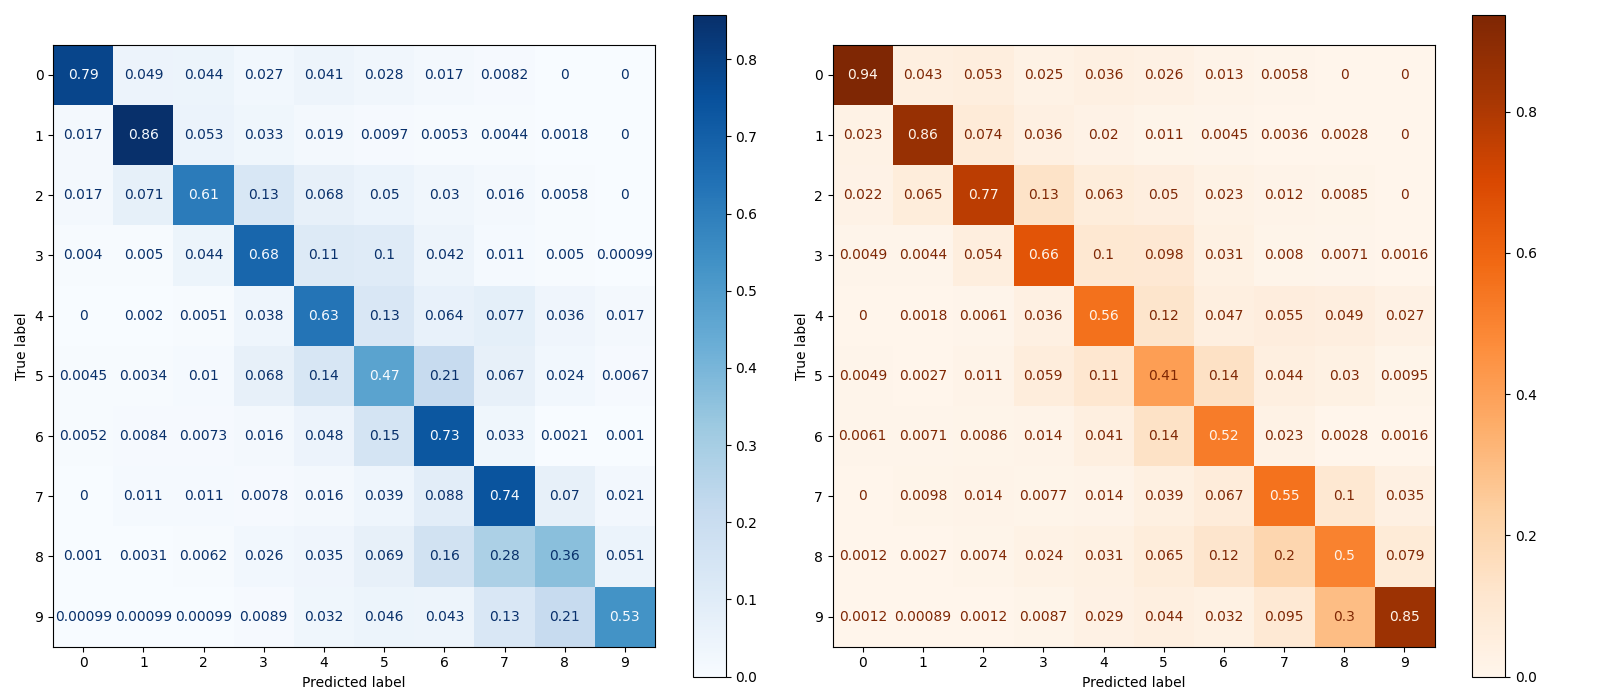 0 0.79 0.049 0.044 0.027 0.041 0.028 0.017 0.0082 0 0
1 0.017 0.86 0.053 0.033 0.019 0.0097 0.0053 0.0044 0.0018 0
2 0.017 0.071 0.61 0.13 0.068 0.05 0.03 0.016 0.0058 0
3 0.004 0.005 0.044 0.68 0.11 0.1 0.042 0.011 0.005 0.00099
4 0 0.002 0.0051 0.038 0.63 0.13 0.064 0.077 0.036 0.017
5 0.0045 0.0034 0.01 0.068 0.14 0.47 0.21 0.067 0.024 0.0067
6 0.0052 0.0084 0.0073 0.016 0.048 0.15 0.73 0.033 0.0021 0.001
7 0 0.011 0.011 0.0078 0.016 0.039 0.088 0.74 0.07 0.021
8 0.001 0.0031 0.0062 0.026 0.035 0.069 0.16 0.28 0.36 0.051
9 0.00099 0.00099 0.00099 0.0089 0.032 0.046 0.043 0.13 0.21 0.53
0 1 2 3 4 5 6 7 8 9
Predicted label
True label
0.8
0.7
0.6
0.5
0.4
0.3
0.2
0.1
0.0
0 0.94 0.043 0.053 0.025 0.036 0.026 0.013 0.0058 0 0
1 0.023 0.86 0.074 0.036 0.02 0.011 0.0045 0.0036 0.0028 0
2 0.022 0.065 0.77 0.13 0.063 0.05 0.023 0.012 0.0085 0
3 0.0049 0.0044 0.054 0.66 0.1 0.098 0.031 0.008 0.0071 0.0016
4 0 0.0018 0.0061 0.036 0.56 0.12 0.047 0.055 0.049 0.027
5 0.0049 0.0027 0.011 0.059 0.11 0.41 0.14 0.044 0.03 0.0095
6 0.0061 0.0071 0.0086 0.014 0.041 0.14 0.52 0.023 0.0028 0.0016
7 0 0.0098 0.014 0.0077 0.014 0.039 0.067 0.55 0.1 0.035
8 0.0012 0.0027 0.0074 0.024 0.031 0.065 0.12 0.2 0.5 0.079
9 0.0012 0.00089 0.0012 0.0087 0.029 0.044 0.032 0.095 0.3 0.85
0 1 2 3 4 5 6 7 8 9
Predicted label
True label
0.8
0.6
0.4
0.2
0.0